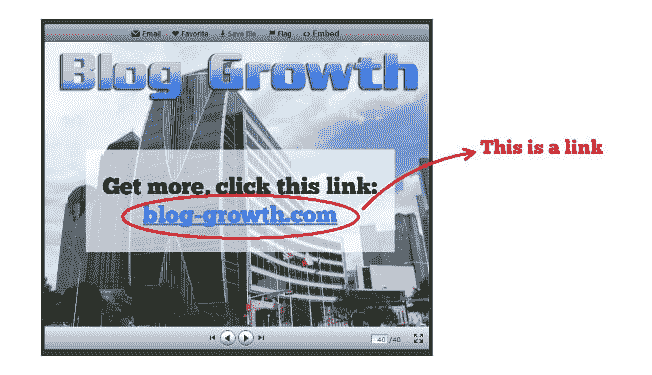 Email Favorite Save file Flag Embed
Blog Growth
Get more, click this link:
blog-growth.com
This is a link
40 /40